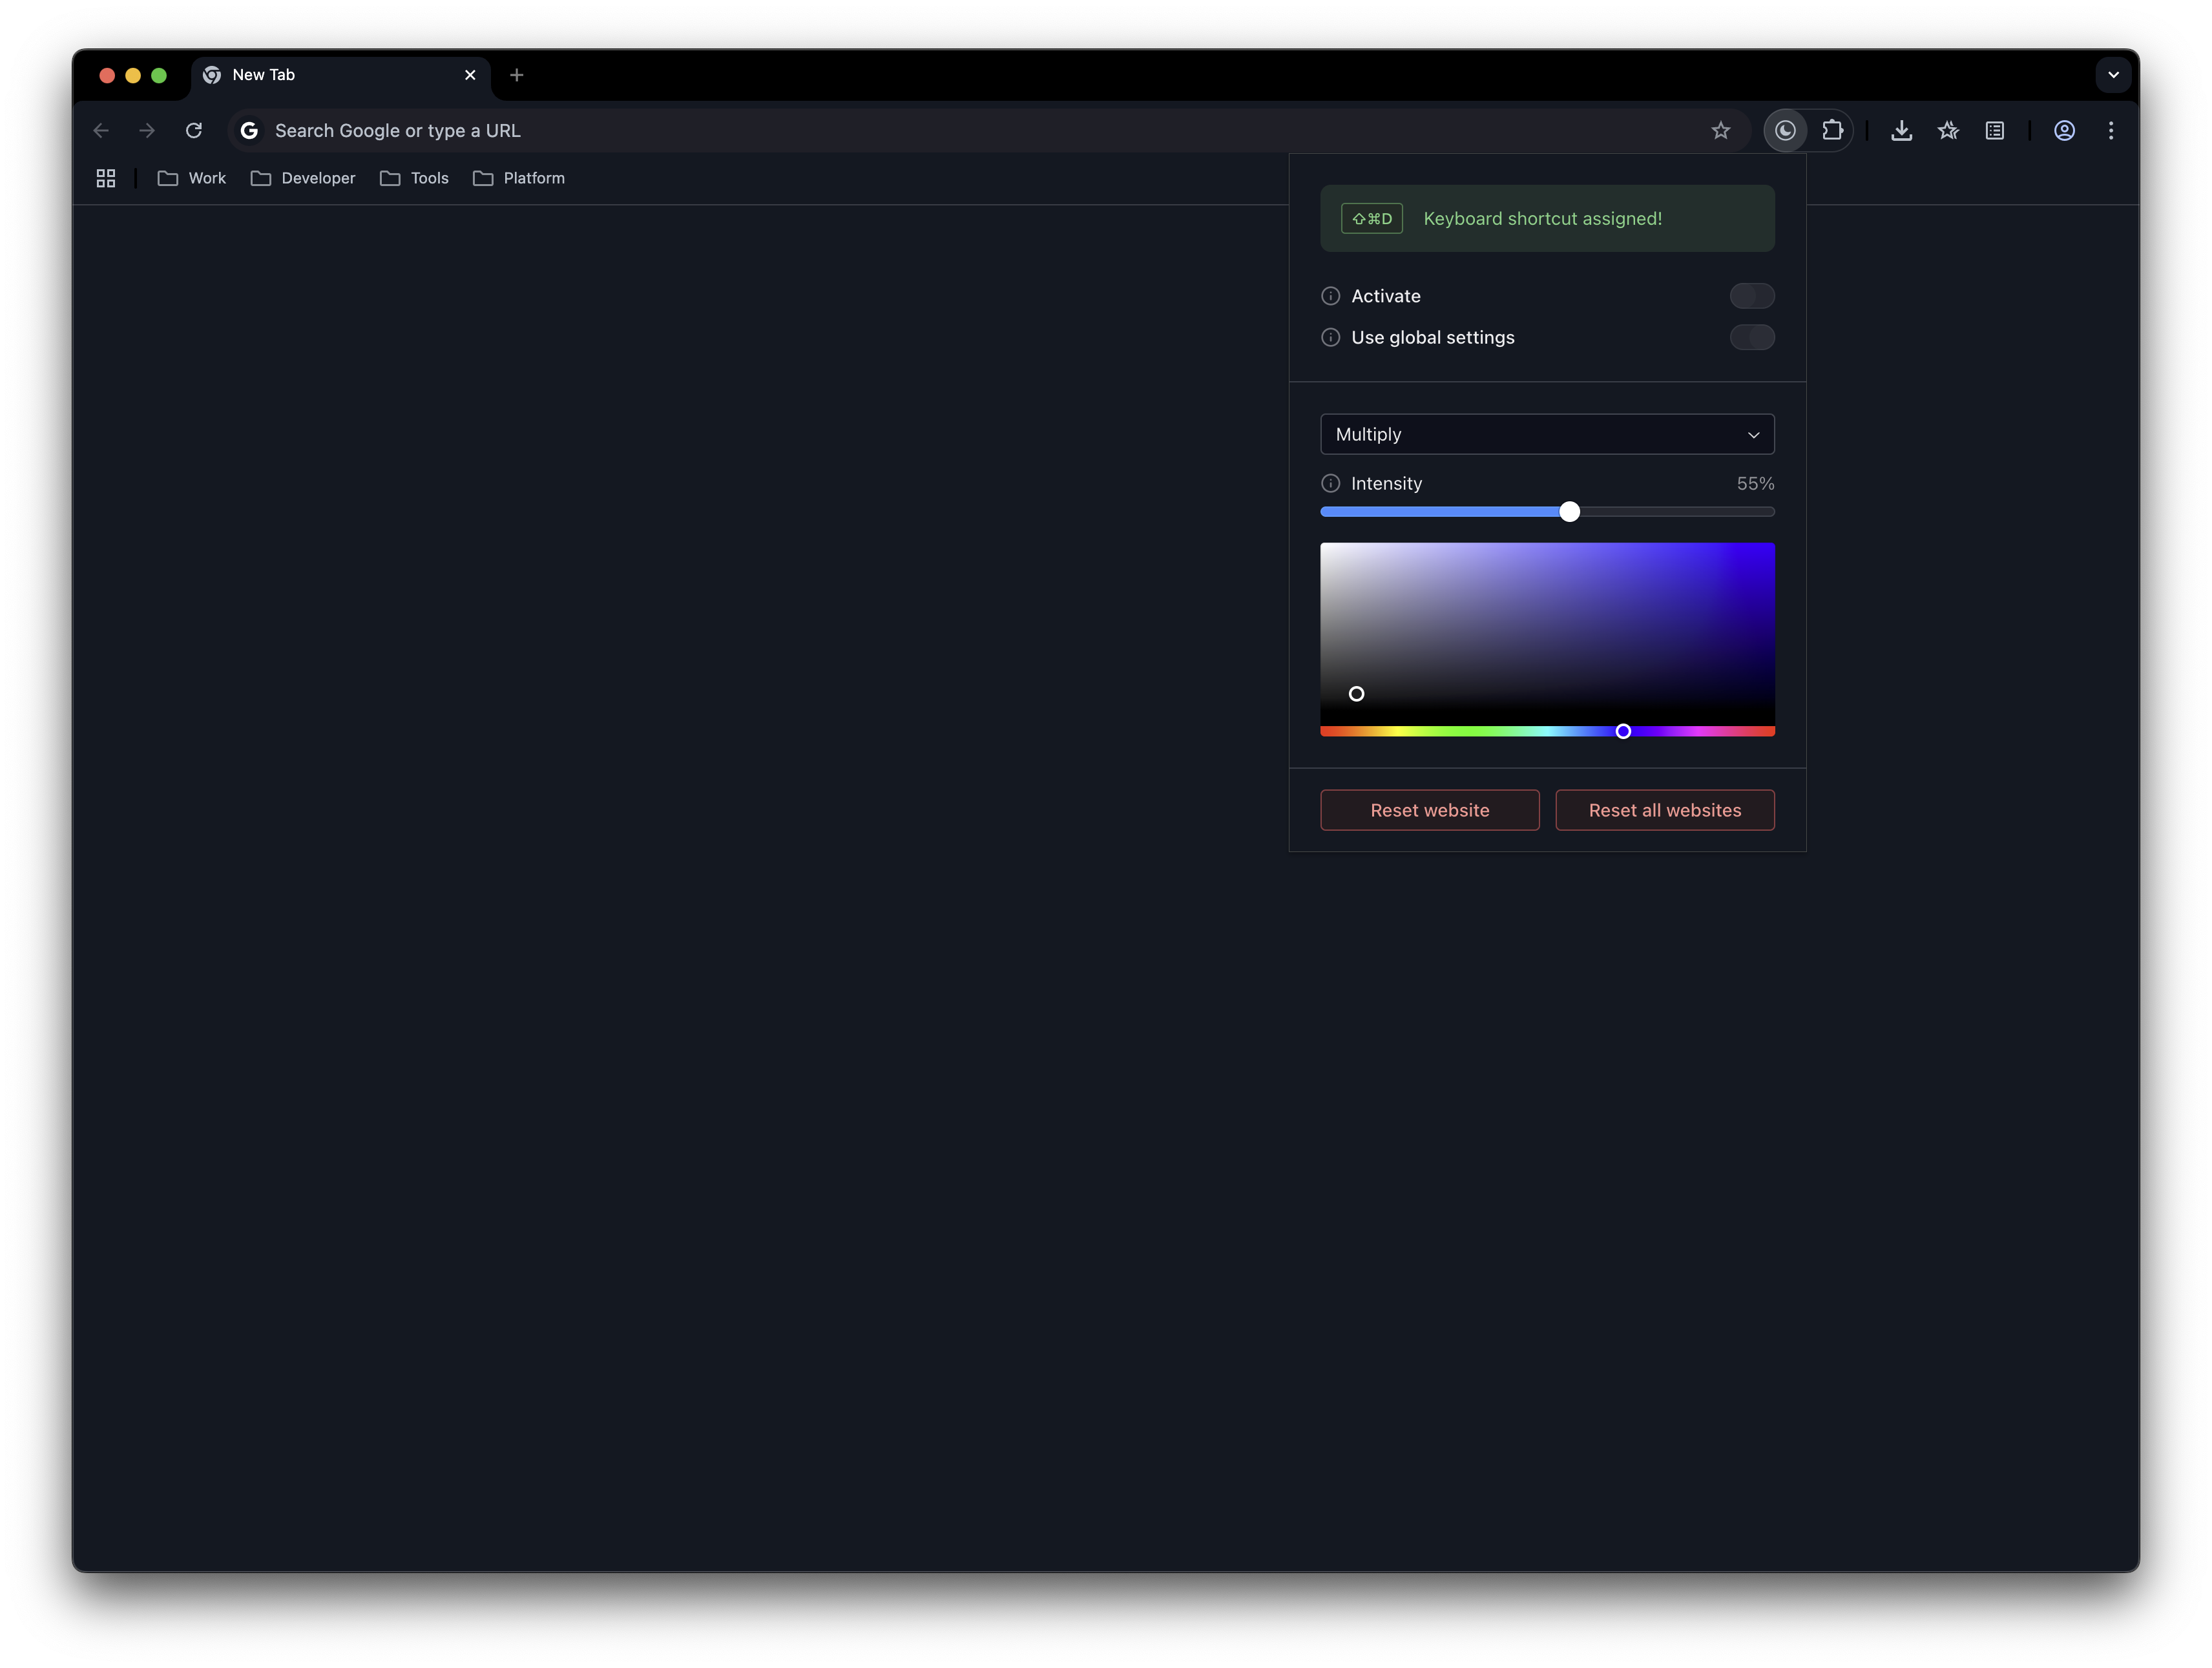 New Tab
Search Google or type a URL
Work Developer Tools Platform
⇧⌘D Keyboard shortcut assigned!
Activate
Use global settings
Multiply
Intensity 55%
Reset website Reset all websites